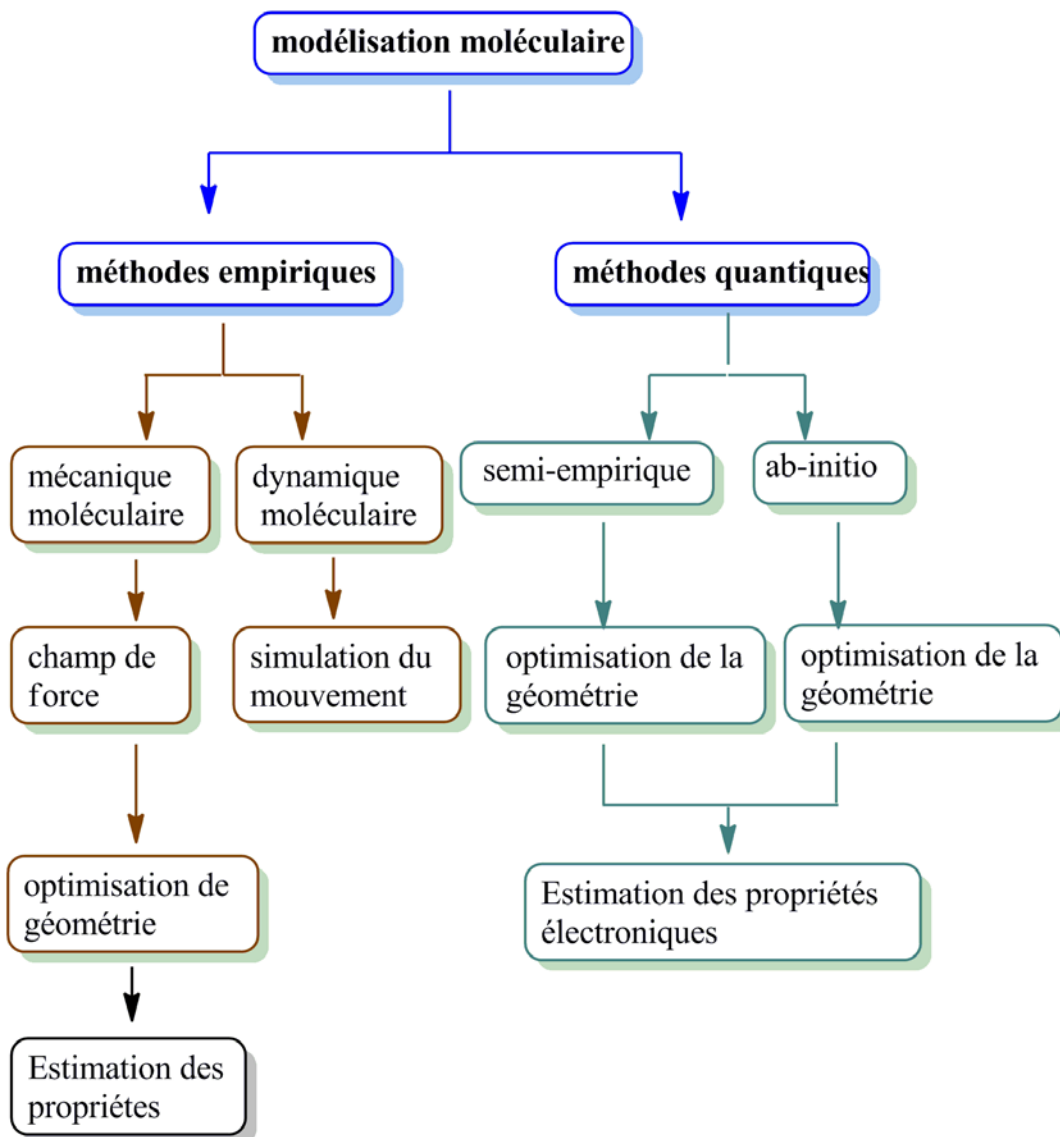 modélisation moléculaire
méthodes empiriques
méthodes quantiques
mécanique
moléculaire
dynamique
moléculaire
semi-empirique
ab-initio
champ de
force
simulation du
mouvement
optimisation de la
géométrie
optimisation de la
géométrie
optimisation de
géométrie
Estimation des propriétés
électroniques
Estimation des
propriétes